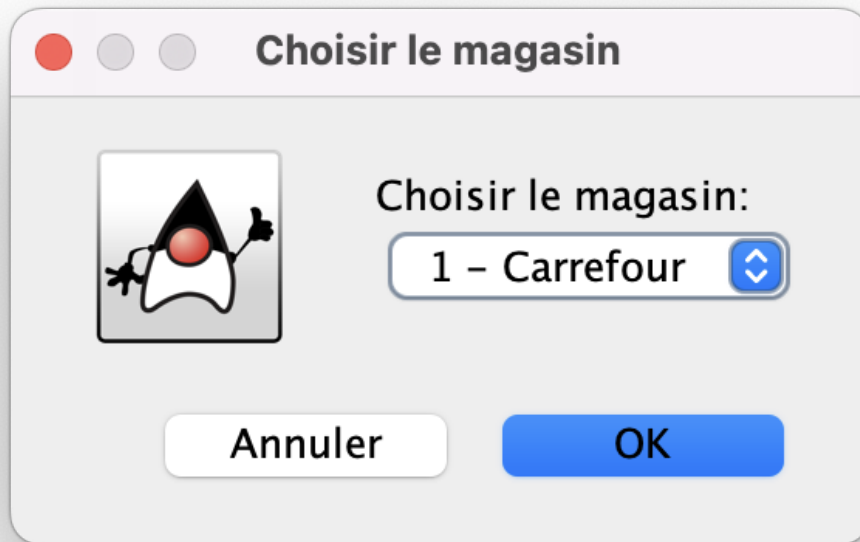 Choisir le magasin
Choisir le magasin:
1 – Carrefour
Annuler
OK